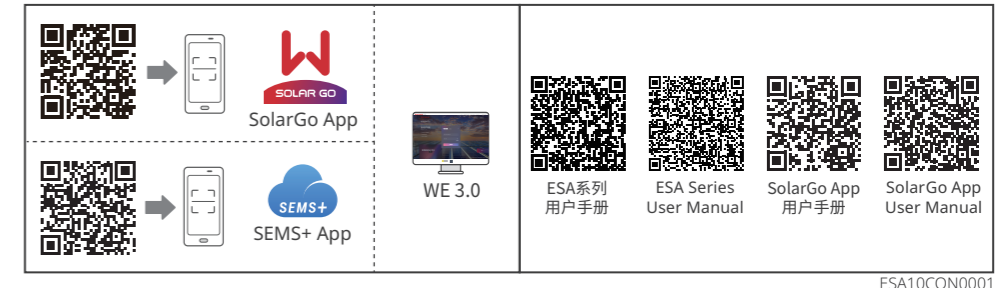 SOLAR GO
SolarGo App
SEMS+
SEMS+ App
WE 3.0
ESA系列
用户手册
ESA Series
User Manual
SolarGo App
用户手册
SolarGo App
User Manual
ESA10CON0001